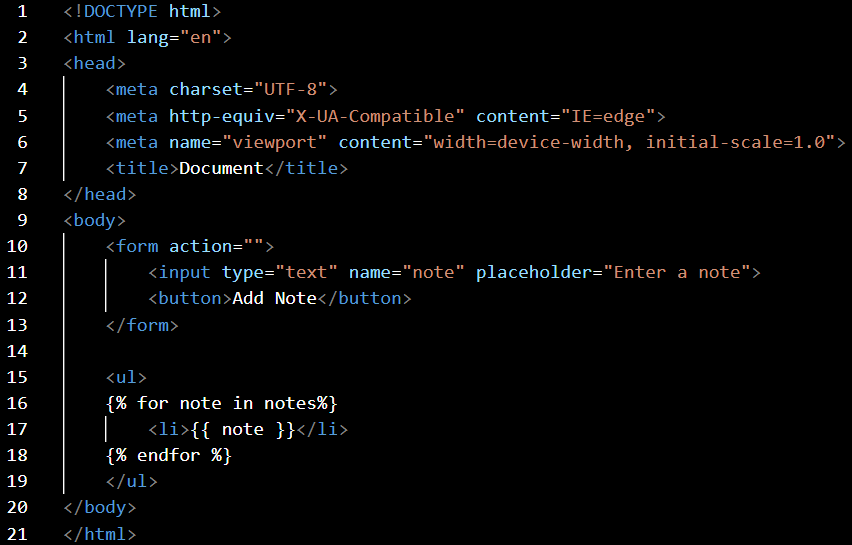 1 <!DOCTYPE html>
2 <html lang="en">
3 <head>
4     <meta charset="UTF-8">
5     <meta http-equiv="X-UA-Compatible" content="IE=edge">
6     <meta name="viewport" content="width=device-width, initial-scale=1.0">
7     <title>Document</title>
8 </head>
9 <body>
10     <form action="">
11         <input type="text" name="note" placeholder="Enter a note">
12         <button>Add Note</button>
13     </form>
14
15     <ul>
16     {% for note in notes%}
17         <li>{{ note }}</li>
18     {% endfor %}
19     </ul>
20 </body>
21 </html>